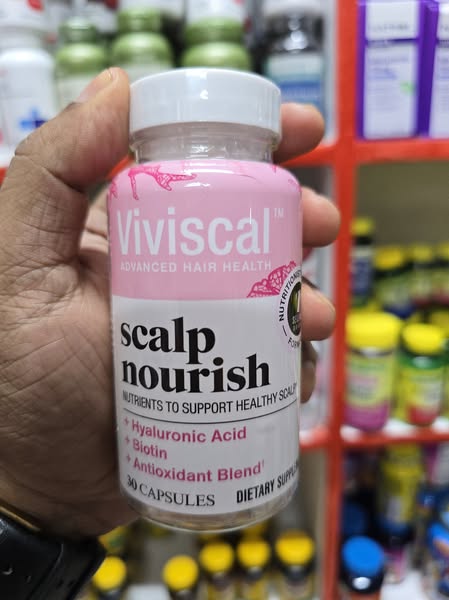 Viviscal™
ADVANCED HAIR HEALTH
NUTRITIONIST
scalp
nourish
NUTRIENTS TO SUPPORT HEALTHY SCALP
+ Hyaluronic Acid
+ Biotin
+ Antioxidant Blend†
30 CAPSULES DIETARY